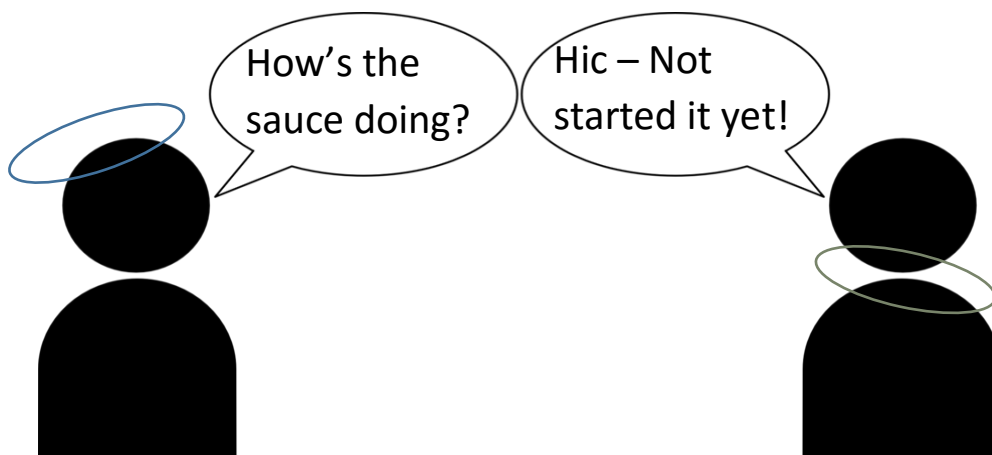 How’s the
sauce doing?
Hic – Not
started it yet!